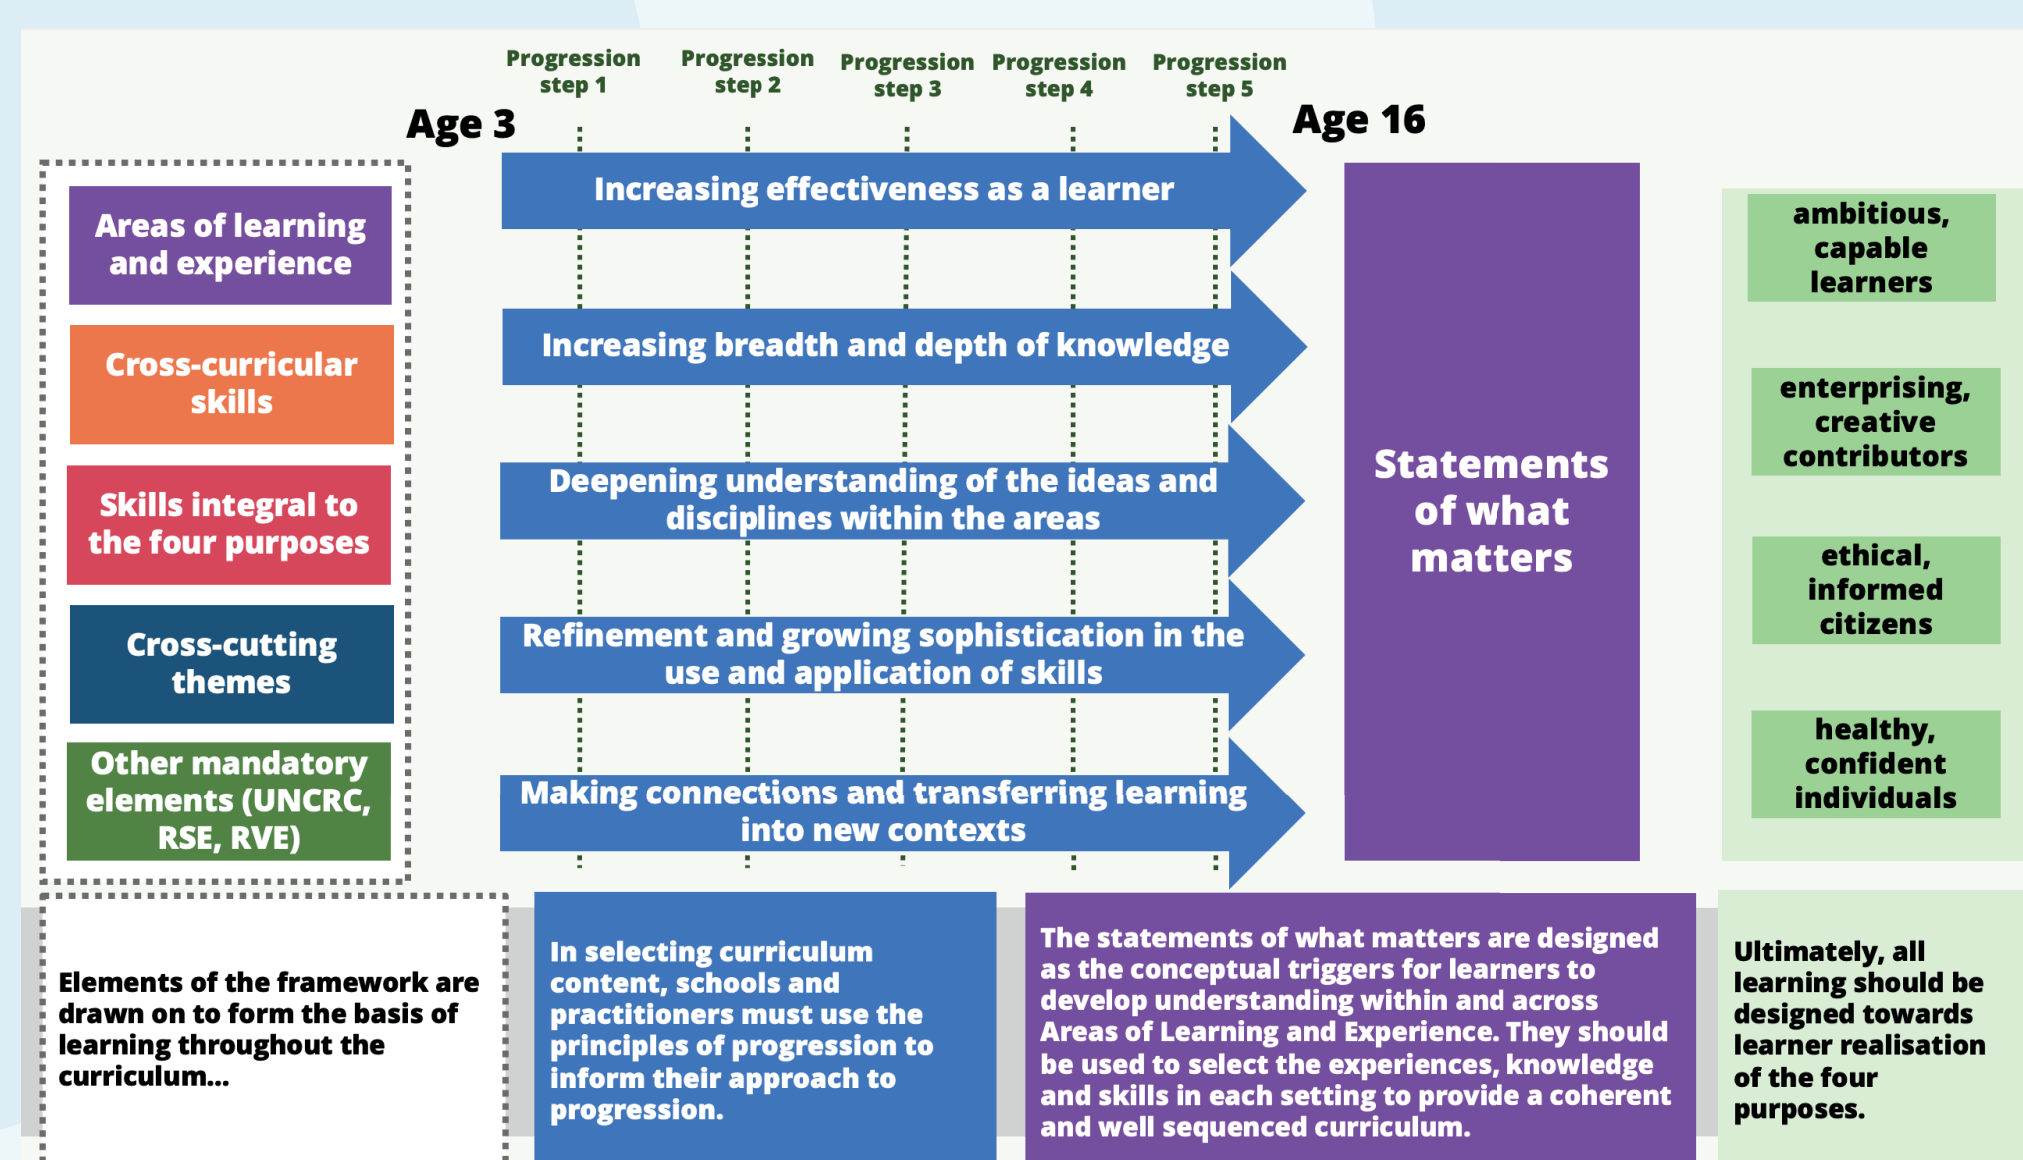 Progression
step 1
Progression
step 2
Progression
step 3
Progression
step 4
Progression
step 5
Age 3
Age 16
Areas of learning
and experience
Cross-curricular
skills
Skills integral to
the four purposes
Cross-cutting
themes
Other mandatory
elements (UNCRC,
RSE, RVE)
Increasing effectiveness as a learner
Increasing breadth and depth of knowledge
Deepening understanding of the ideas and
disciplines within the areas
Refinement and growing sophistication in the
use and application of skills
Making connections and transferring learning
into new contexts
Statements
of what
matters
ambitious,
capable
learners
enterprising,
creative
contributors
ethical,
informed
citizens
healthy,
confident
individuals
Elements of the framework are
drawn on to form the basis of
learning throughout the
curriculum...
In selecting curriculum
content, schools and
practitioners must use the
principles of progression to
inform their approach to
progression.
The statements of what matters are designed
as the conceptual triggers for learners to
develop understanding within and across
Areas of Learning and Experience. They should
be used to select the experiences, knowledge
and skills in each setting to provide a coherent
and well sequenced curriculum.
Ultimately, all
learning should be
designed towards
learner realisation
of the four
purposes.